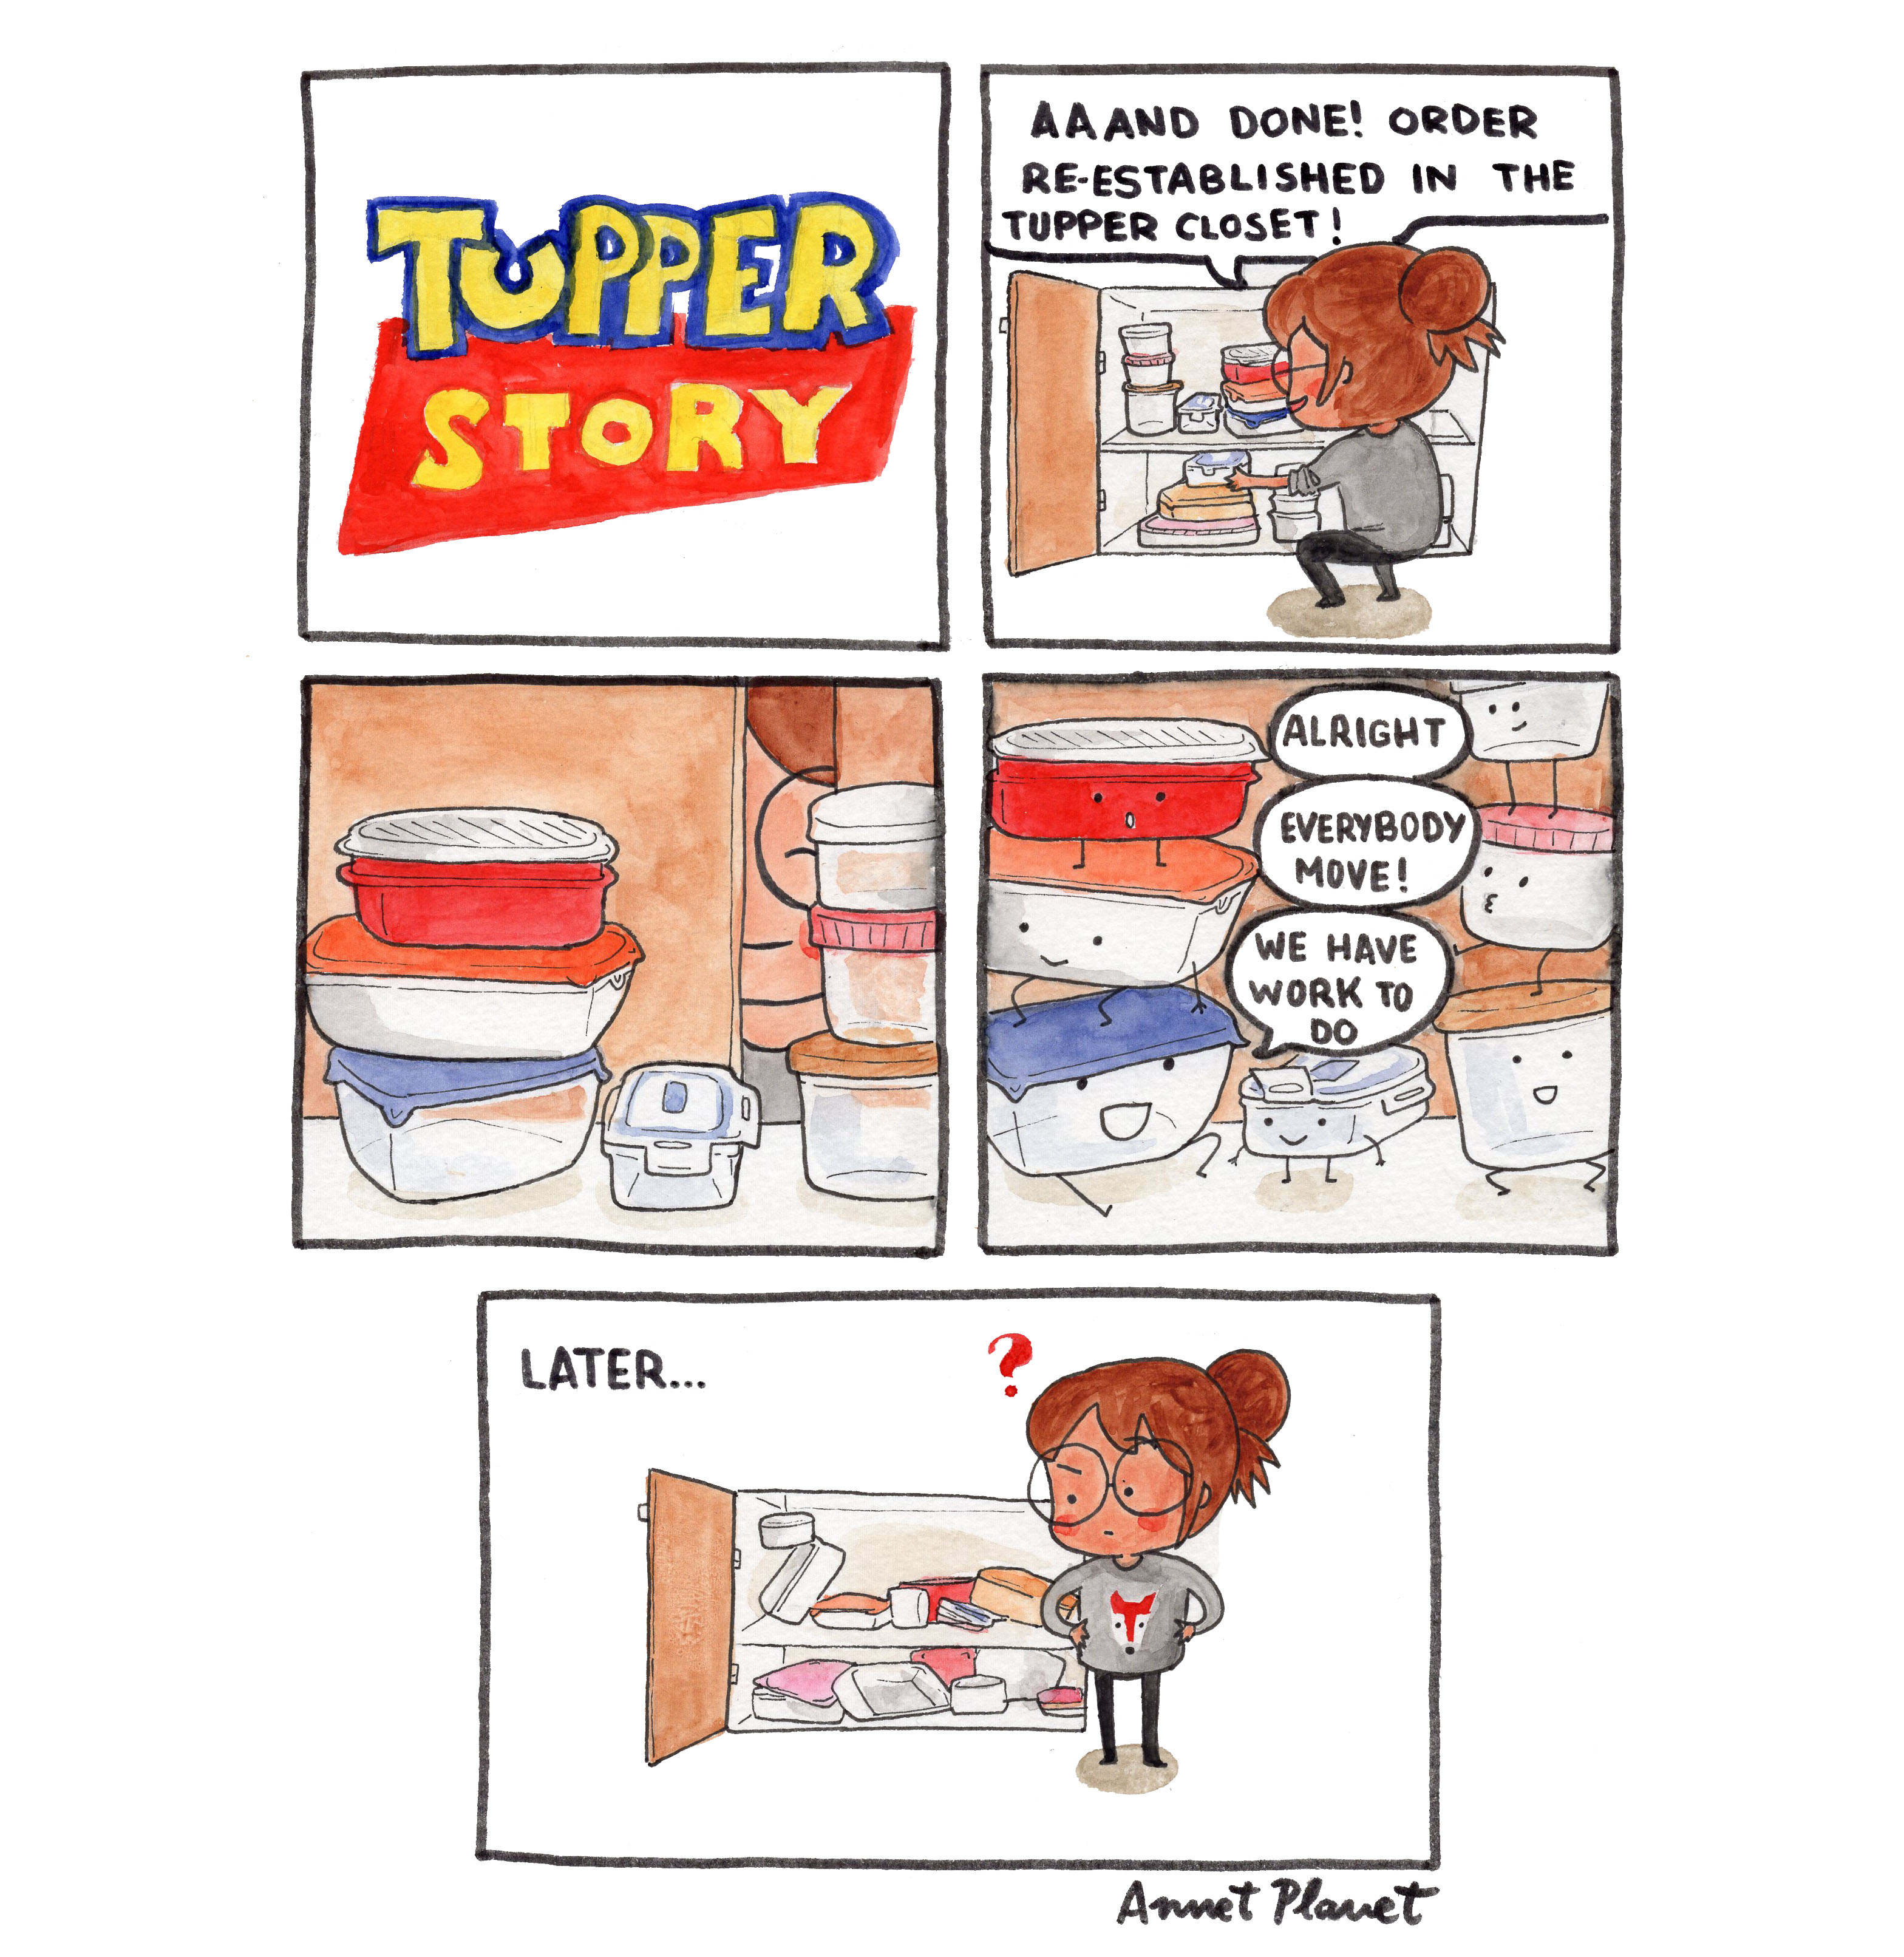 TUPPER
STORY
AAAND DONE! ORDER
RE-ESTABLISHED IN THE
TUPPER CLOSET!
ALRIGHT
EVERYBODY
MOVE!
WE HAVE
WORK TO
DO
LATER...
?
Annet Planet